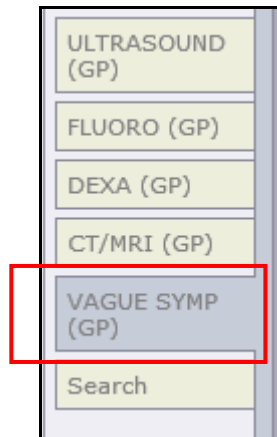 ULTRASOUND
(GP)
FLUORO (GP)
DEXA (GP)
CT/MRI (GP)
VAGUE SYMP
(GP)
Search